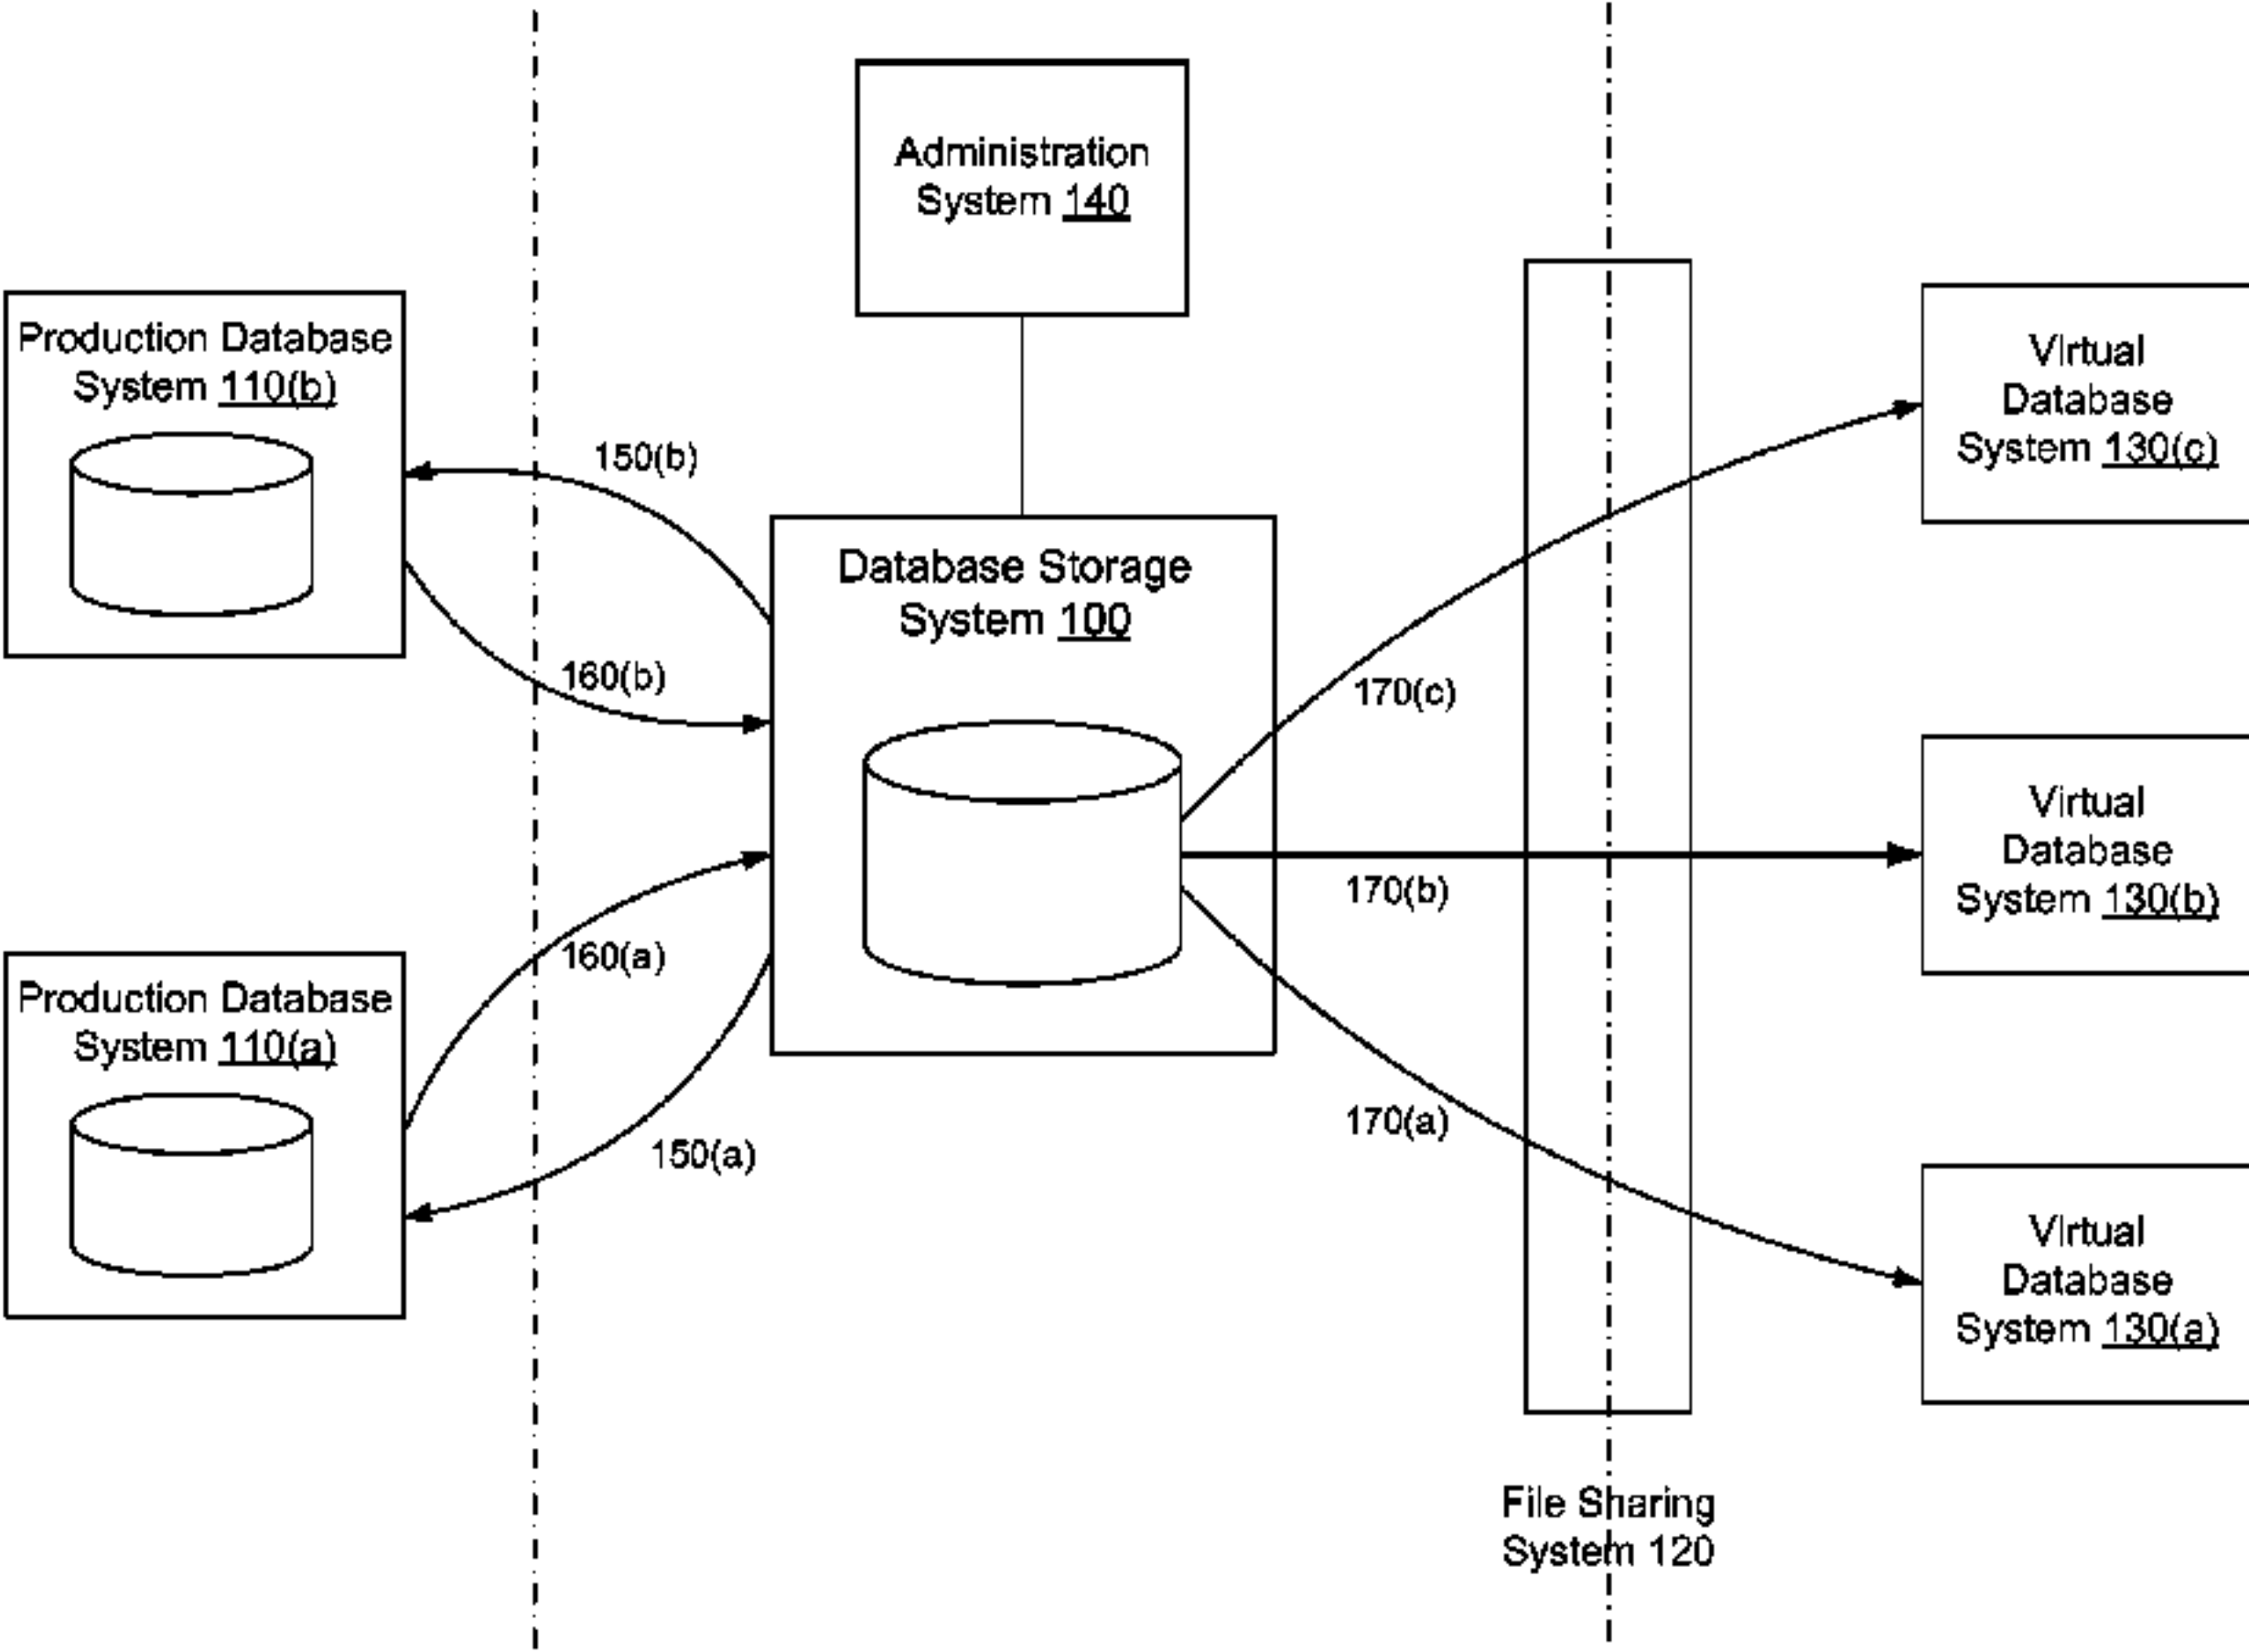 Administration
System 140
Production Database
System 110(b)
Virtual
Database
System 130(c)
150(b)
Database Storage
System 100
160(b)
170(c)
Virtual
Database
System 130(b)
170(b)
160(a)
Production Database
System 110(a)
170(a)
150(a)
Virtual
Database
System 130(a)
File Sharing
System 120